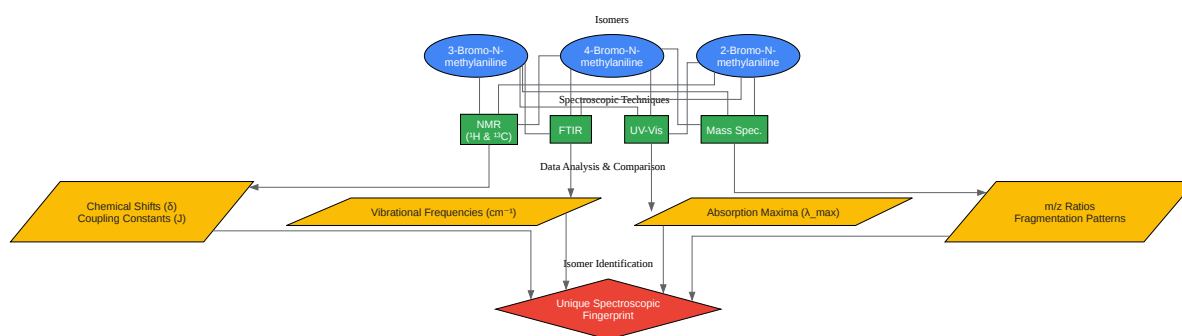 Isomers
3-Bromo-N-
methylaniline
4-Bromo-N-
methylaniline
2-Bromo-N-
methylaniline
Spectroscopic Techniques
NMR
(¹H & ¹³C)
FTIR
UV-Vis
Mass Spec.
Data Analysis & Comparison
Chemical Shifts (δ)
Coupling Constants (J)
Vibrational Frequencies (cm⁻¹)
Absorption Maxima (λ_max)
m/z Ratios
Fragmentation Patterns
Isomer Identification
Unique Spectroscopic
Fingerprint